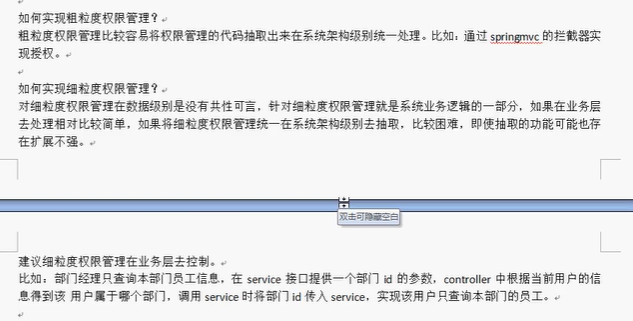 如何实现粗粒度权限管理？
粗粒度权限管理比较容易将权限管理的代码抽取出来在系统架构级别统一处理。比如：通过 springmvc 的拦截器实
现授权。
如何实现细粒度权限管理？
对细粒度权限管理在数据级别是没有共性可言，针对细粒度权限管理就是系统业务逻辑的一部分，如果在业务层
去处理相对比较简单，如果将细粒度权限管理统一在系统架构级别去抽取，比较困难，即使抽取的功能可能也存
在扩展不强。
双击可隐藏空白
建议细粒度权限管理在业务层去控制。
比如：部门经理只查询本部门员工信息，在 service 接口提供一个部门 id 的参数，controller 中根据当前用户的信
息得到该 用户属于哪个部门，调用 service 时将部门 id 传入 service，实现该用户只查询本部门的员工。